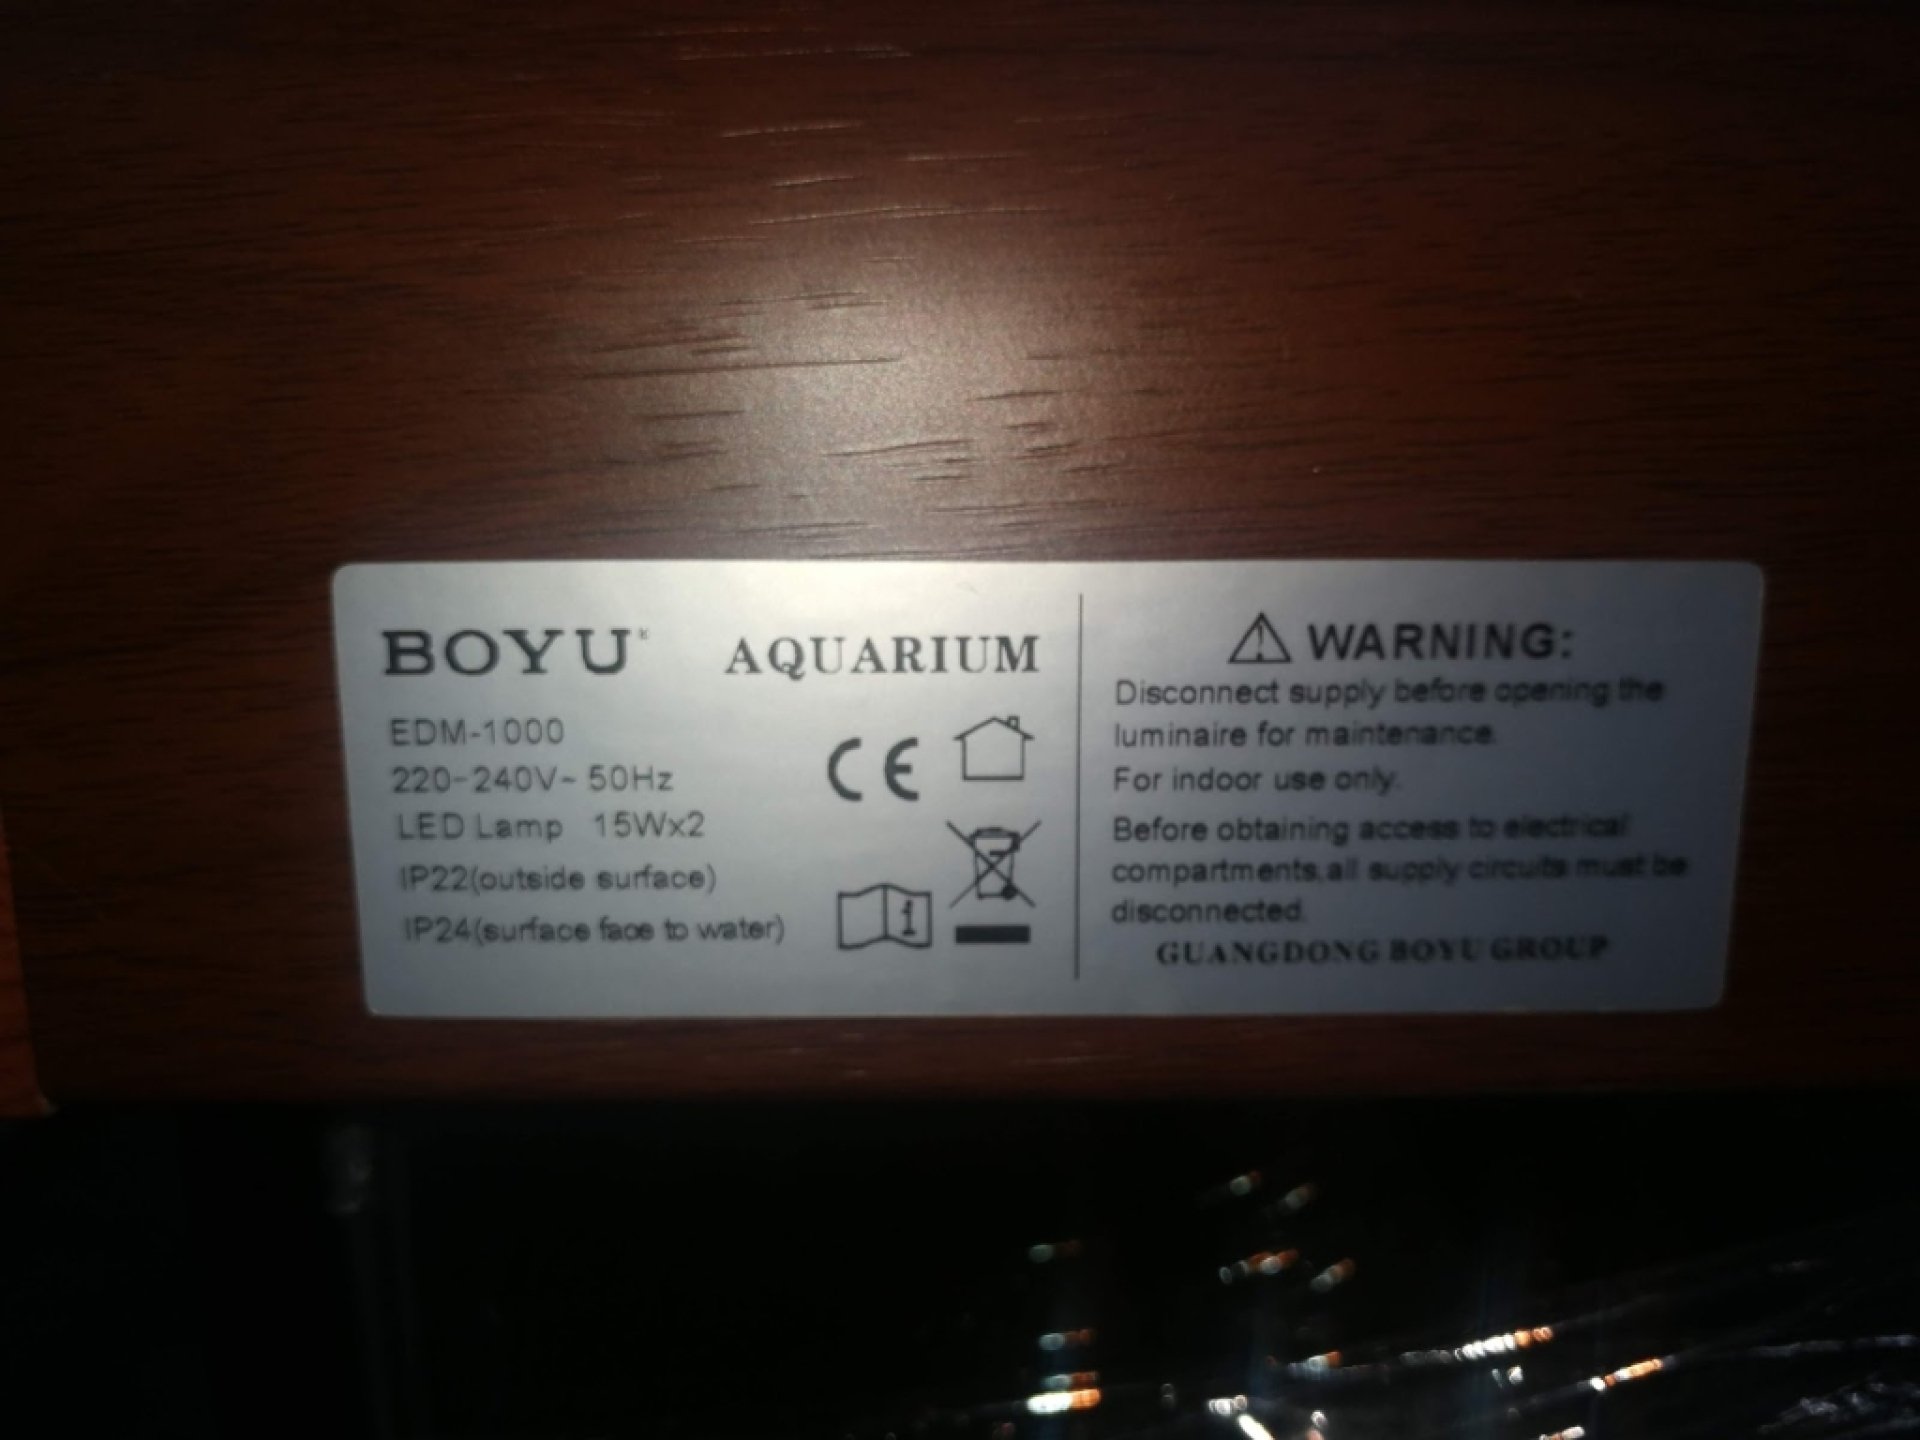 BOYU® AQUARIUM
EDM-1000
220-240V~ 50Hz
LED Lamp 15Wx2
IP22(outside surface)
IP24(surface face to water)
CE
i
WARNING:
Disconnect supply before opening the
luminaire for maintenance.
For indoor use only.
Before obtaining access to electrical
compartments,all supply circuits must be
disconnected.
GUANGDONG BOYU GROUP